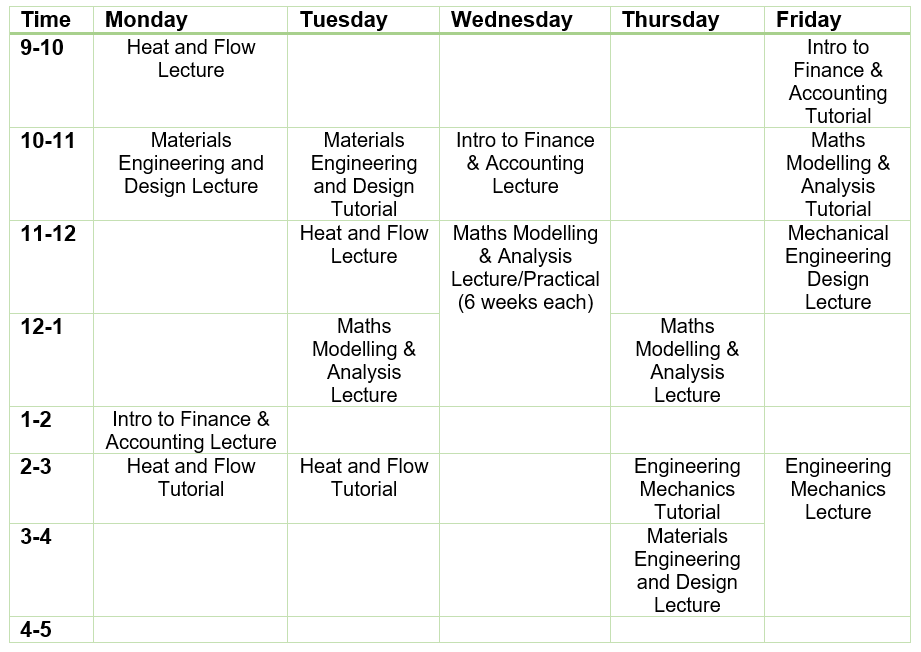 Time Monday Tuesday Wednesday Thursday Friday
9-10
Heat and Flow
Lecture
Intro to
Finance &
Accounting
Tutorial
10-11
Materials
Engineering and
Design Lecture
Materials
Engineering
and Design
Tutorial
Intro to Finance
& Accounting
Lecture
Maths
Modelling &
Analysis
Tutorial
11-12
Heat and Flow
Lecture
Maths Modelling
& Analysis
Lecture/Practical
(6 weeks each)
Mechanical
Engineering
Design
Lecture
12-1
Maths
Modelling &
Analysis
Lecture
Maths
Modelling &
Analysis
Lecture
1-2
Intro to Finance &
Accounting Lecture
2-3
Heat and Flow
Tutorial
Heat and Flow
Tutorial
Engineering
Mechanics
Tutorial
Engineering
Mechanics
Lecture
3-4
Materials
Engineering
and Design
Lecture
4-5